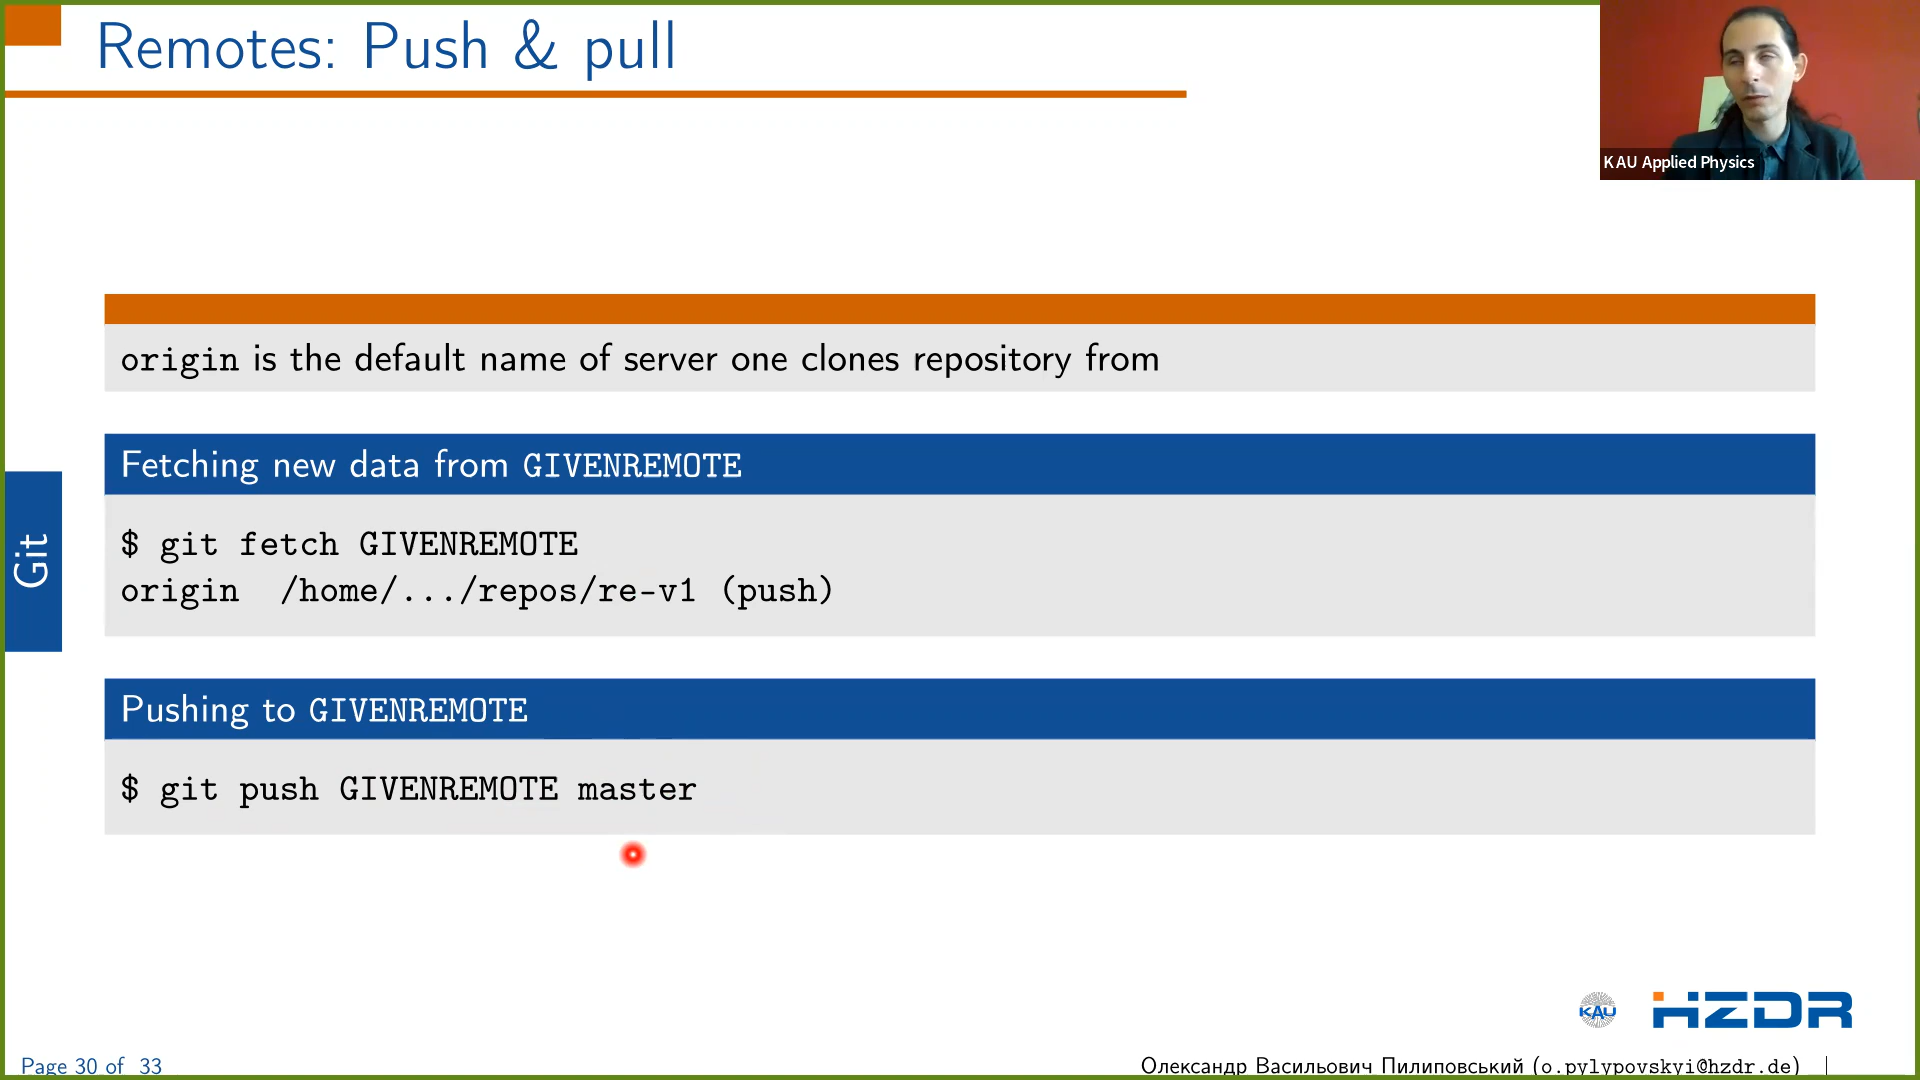 Remotes: Push & pull
KAU Applied Physics
origin is the default name of server one clones repository from
Fetching new data from GIVENREMOTE
$ git fetch GIVENREMOTE
origin /home/.../repos/re-v1 (push)
Git
Pushing to GIVENREMOTE
$ git push GIVENREMOTE master
KAU HZDR
Page 30 of 33
Олександр Васильович Пилиповський (o.pylypovskyi@hzdr.de)